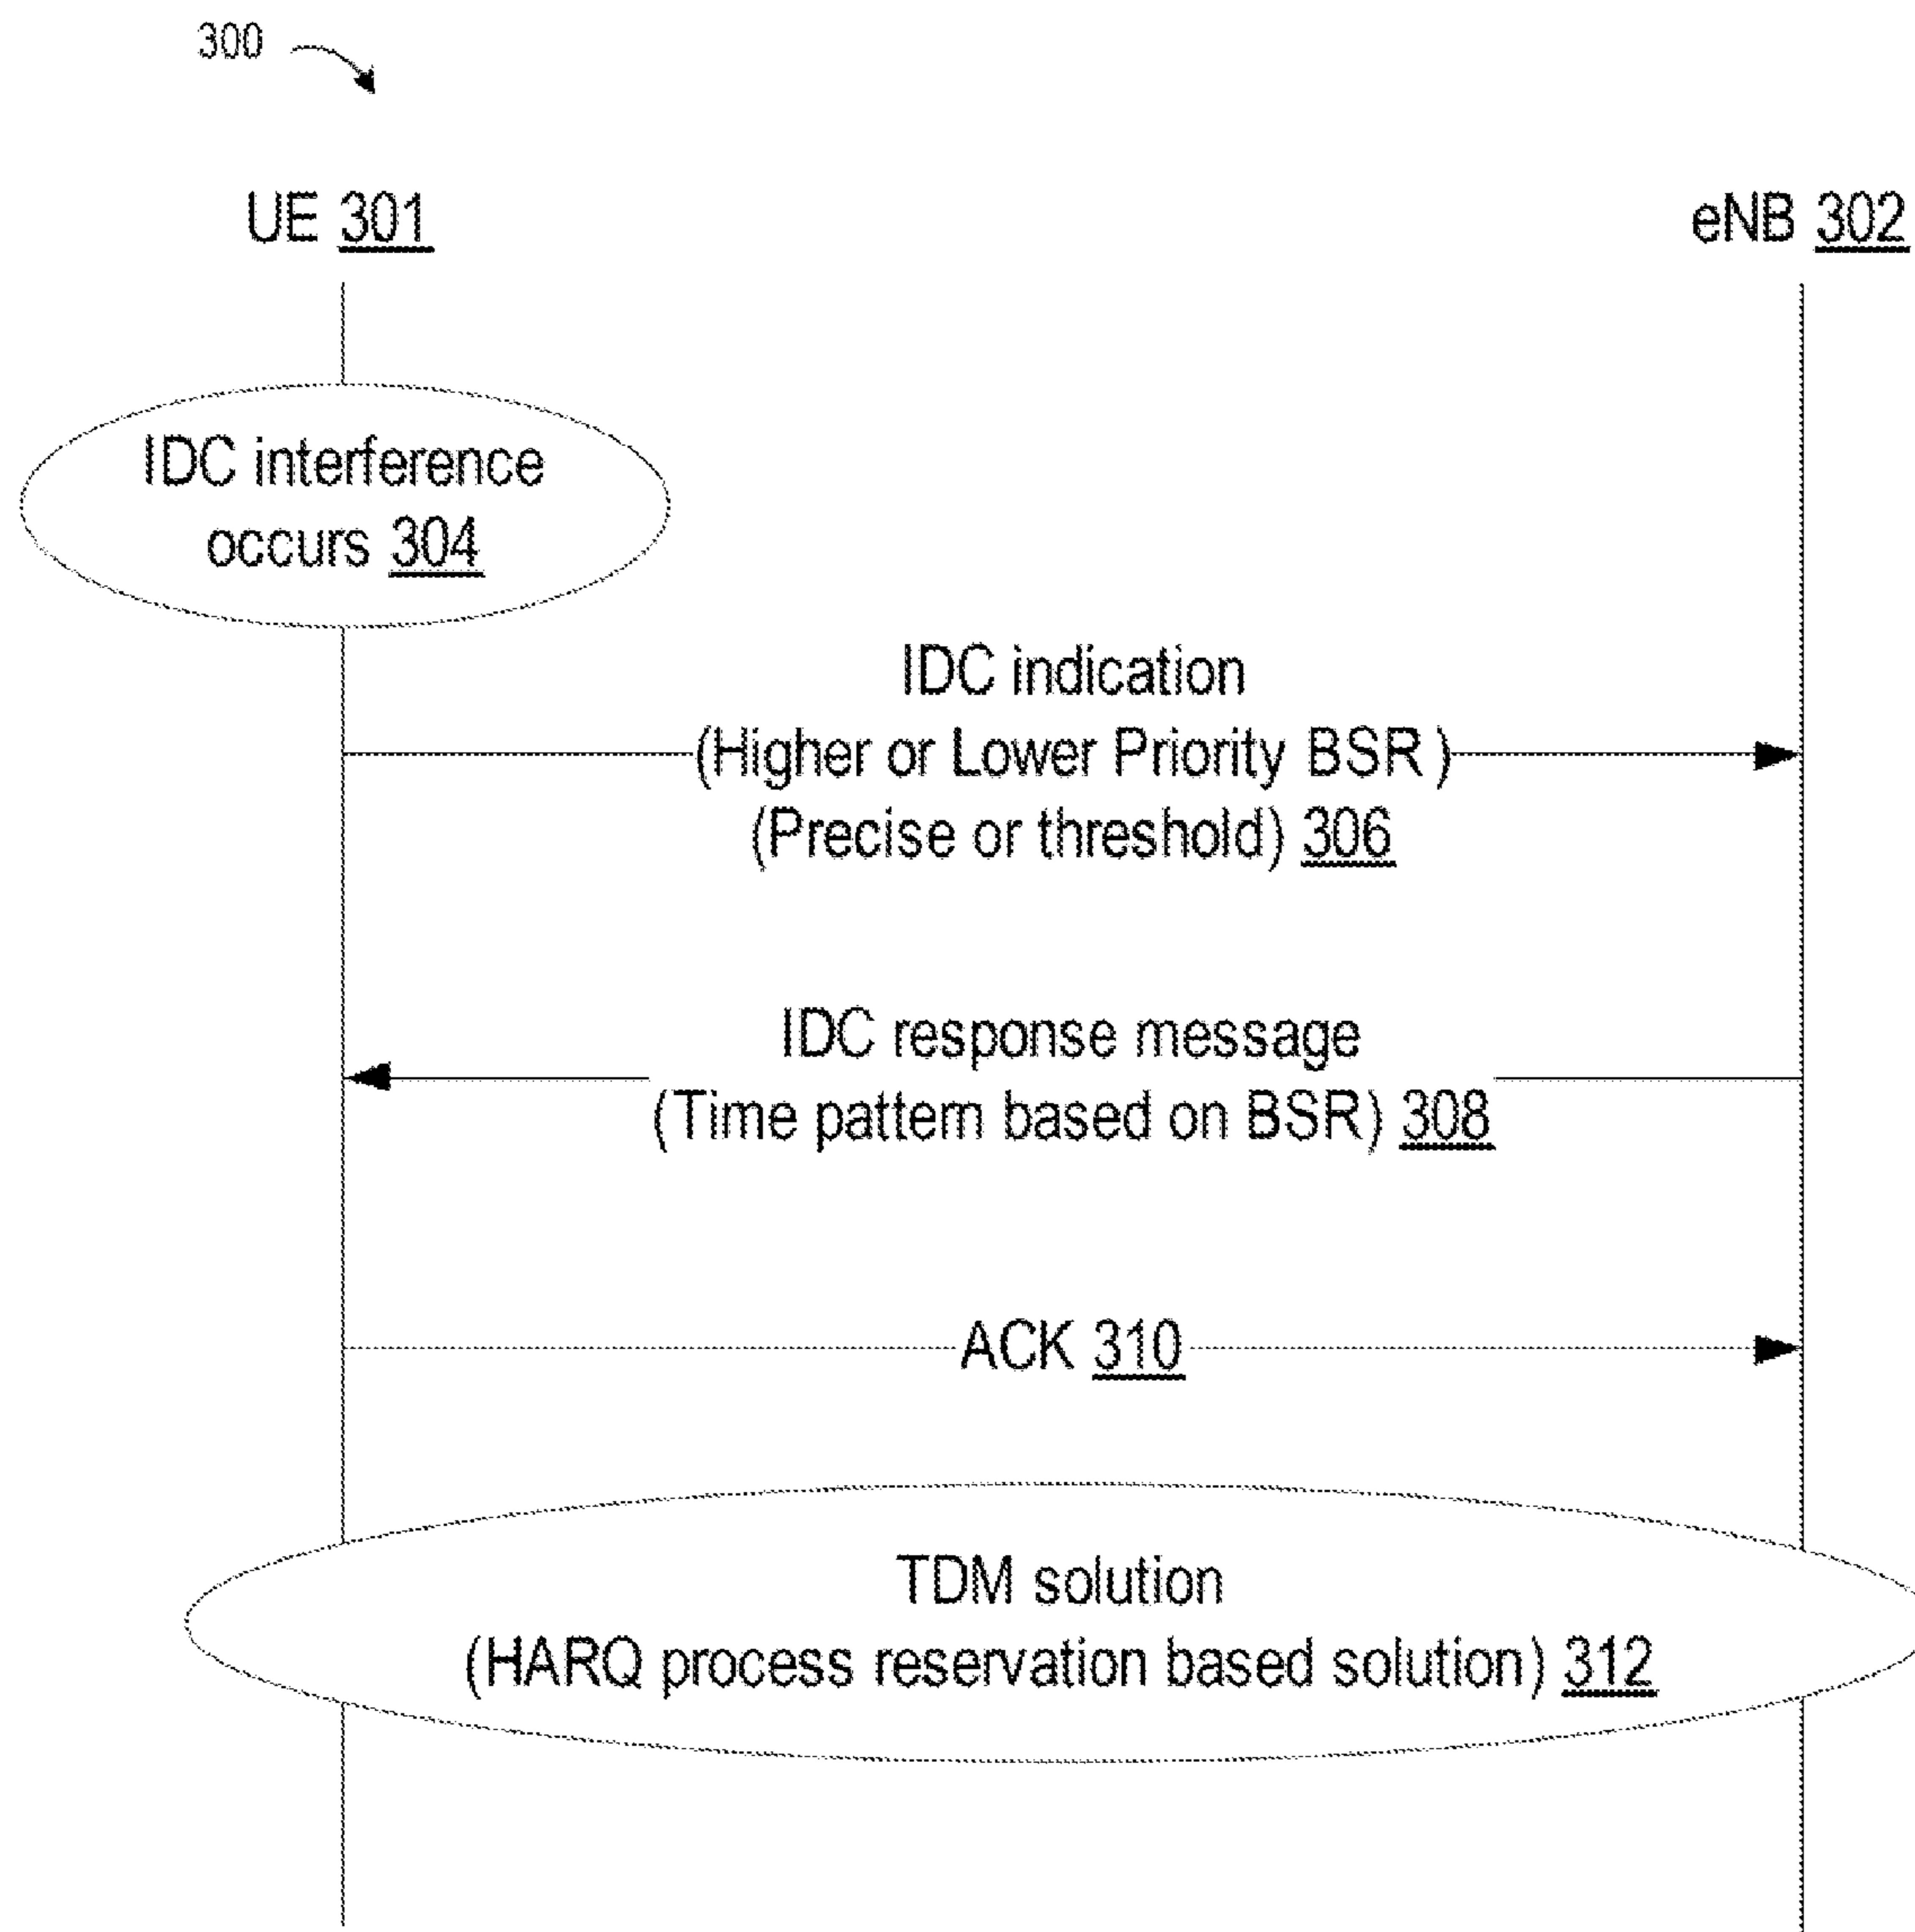 300
UE 301
eNB 302
IDC interference
occurs 304
IDC indication
(Higher or Lower Priority BSR )
(Precise or threshold) 306
IDC response message
(Time pattern based on BSR) 308
ACK 310
TDM solution
(HARQ process reservation based solution) 312